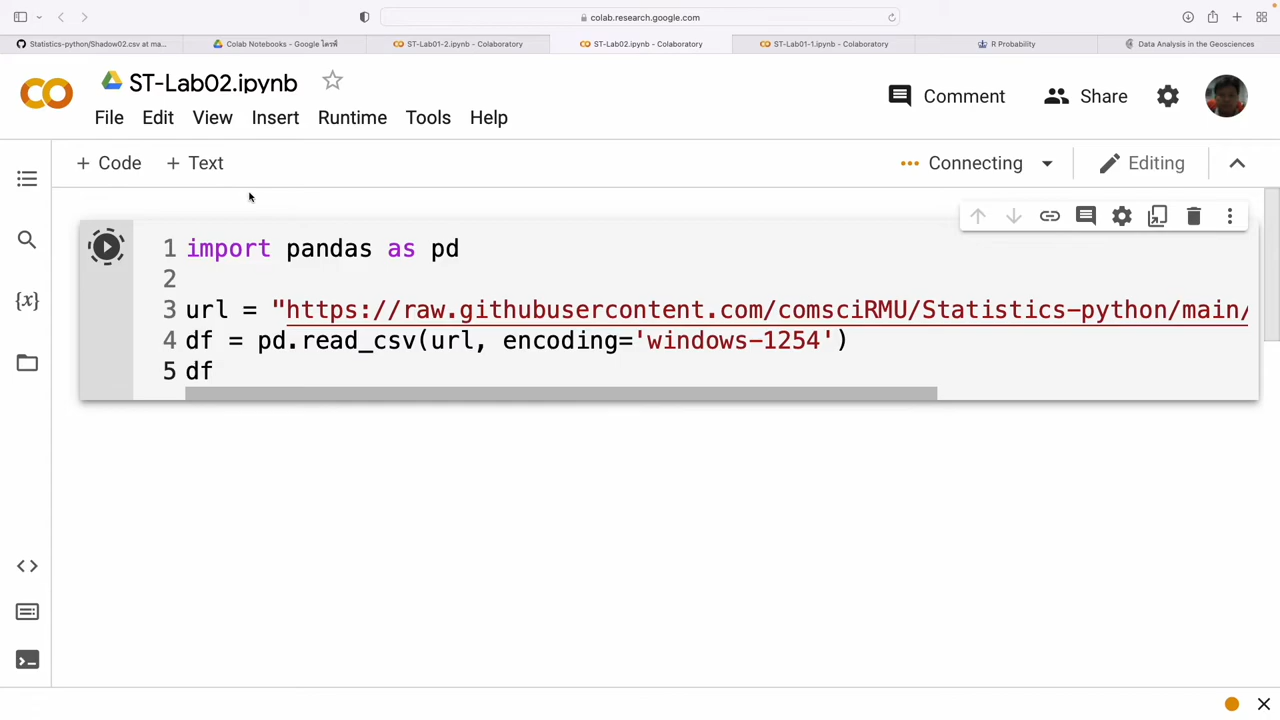 colab.research.google.com
Statistics-python/Shadow02.csv at ma...
Colab Notebooks - Google ไดรฟ์
ST-Lab01-2.ipynb - Colaboratory
ST-Lab02.ipynb - Colaboratory
ST-Lab01-1.ipynb - Colaboratory
R Probability
Data Analysis in the Geosciences
ST-Lab02.ipynb
Comment
Share
File Edit View Insert Runtime Tools Help
+ Code + Text
Connecting
Editing
{x}
1 import pandas as pd
2
3 url = "https://raw.githubusercontent.com/comsciRMU/Statistics-python/main/
4 df = pd.read_csv(url, encoding='windows-1254')
5 df